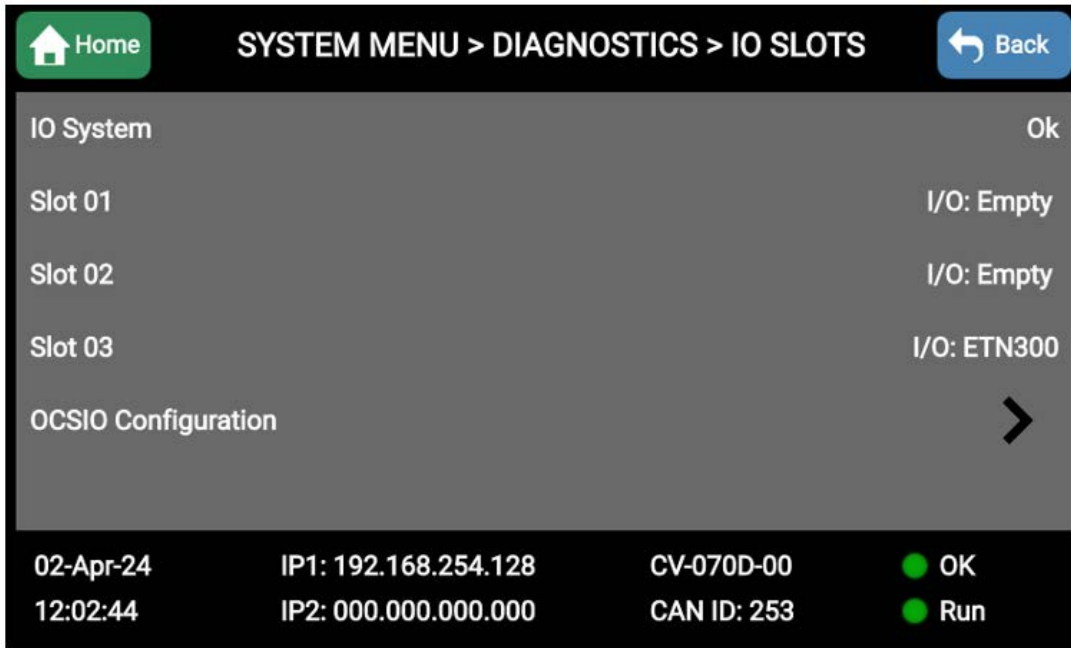 Home SYSTEM MENU > DIAGNOSTICS > IO SLOTS Back
IO System Ok
Slot 01 I/O: Empty
Slot 02 I/O: Empty
Slot 03 I/O: ETN300
OCSIO Configuration
02-Apr-24 IP1: 192.168.254.128 CV-070D-00 OK
12:02:44 IP2: 000.000.000.000 CAN ID: 253 Run